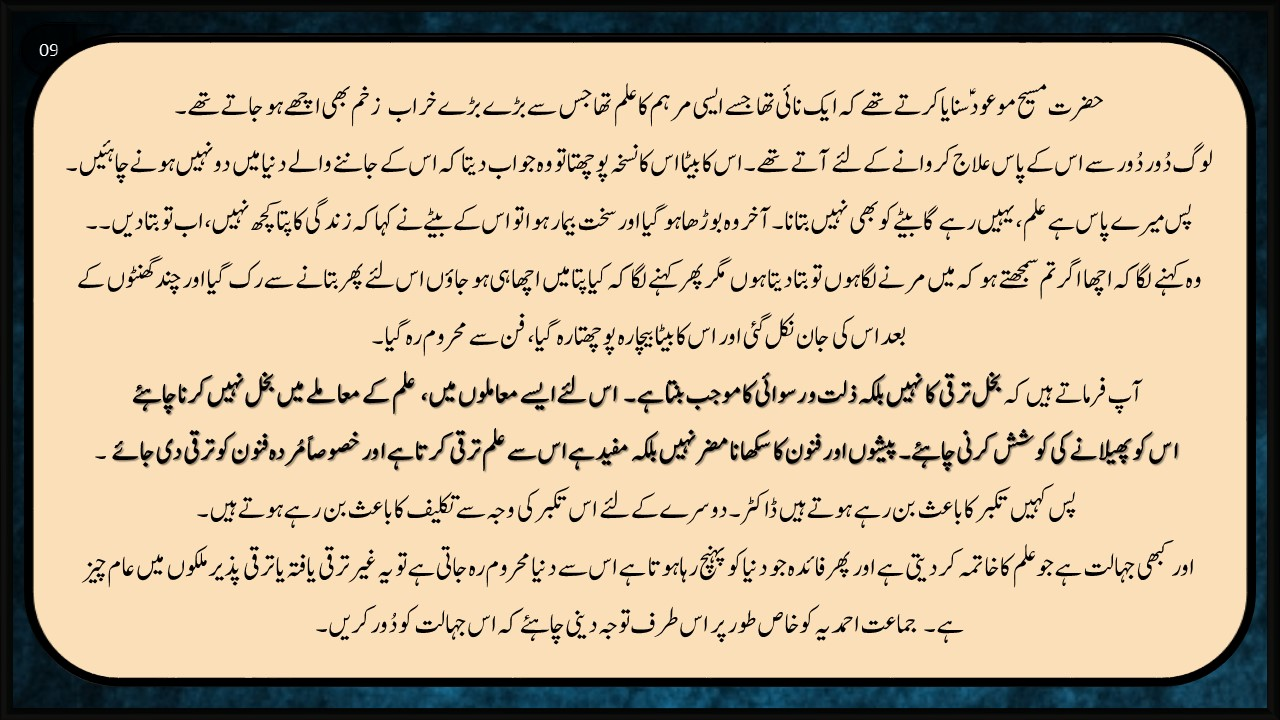 09
حضرت مسیح موعودؑ سنایا کرتے تھے کہ ایک نائی تھا جسے ایسی مرہم کا علم تھا جس سے بڑے بڑے خراب زخم بھی اچھے ہو جاتے تھے۔
لوگ دُور دُور سے اس کے پاس علاج کروانے کے لئے آتے تھے۔ اس کا بیٹا اس کا نسخہ پوچھتا تو وہ جواب دیتا کہ اس کے جاننے والے دنیا میں دو نہیں ہونے چاہئیں۔
پس میرے پاس ہے علم، یہیں رہے گا بیٹے کو بھی نہیں بتانا۔ آخر وہ بوڑھا ہو گیا اور سخت بیمار ہوا تو اس کے بیٹے نے کہا کہ زندگی کا پتا کچھ نہیں، اب تو بتا دیں۔۔
وہ کہنے لگا کہ اچھا اگر تم سمجھتے ہو کہ میں مرنے لگا ہوں تو بتا دیتا ہوں مگر پھر کہنے لگا کہ کیا پتا میں اچھا ہی ہو جاؤں اس لئے پھر بتانے سے رک گیا اور چند گھنٹوں کے
بعد اس کی جان نکل گئی اور اس کا بیٹا بیچارہ پوچھتا رہ گیا، فن سے محروم رہ گیا۔
آپ فرماتے ہیں کہ بخل ترقی کا نہیں بلکہ ذلت و رسوائی کا موجب بنتا ہے۔ اس لئے ایسے معاملوں میں، علم کے معاملے میں بخل نہیں کرنا چاہئے
اس کو پھیلانے کی کوشش کرنی چاہئے۔ پیشوں اور فنون کا سکھانا مضر نہیں بلکہ مفید ہے اس سے علم ترقی کرتا ہے اور خصوصاً مُردہ فنون کو ترقی دی جائے ۔
پس کہیں تکبر کا باعث بن رہے ہوتے ہیں ڈاکٹر۔ دوسرے کے لئے اس تکبر کی وجہ سے تکلیف کا باعث بن رہے ہوتے ہیں۔
اور کبھی جہالت ہے جو علم کا خاتمہ کر دیتی ہے اور پھر فائدہ جو دنیا کو پہنچ رہا ہوتا ہے اس سے دنیا محروم رہ جاتی ہے تو یہ غیر ترقی یافتہ یا ترقی پذیر ملکوں میں عام چیز
ہے۔ جماعت احمدیہ کو خاص طور پر اس طرف توجہ دینی چاہئے کہ اس جہالت کو دُور کریں۔